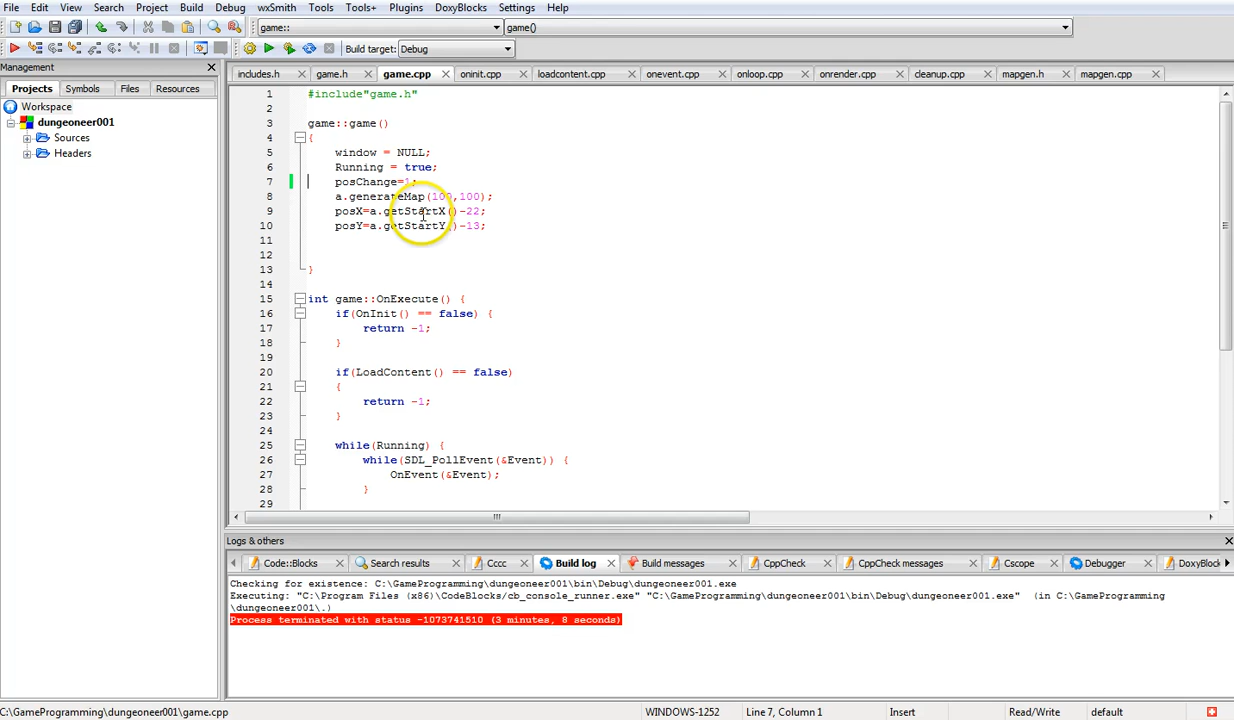 File Edit View Search Project Build Debug wxSmith Tools Tools+ Plugins DoxyBlocks Settings Help
game:: game()
Build target: Debug
Management
Projects Symbols Files Resources
Workspace
dungeoneer001
Sources
Headers
includes.h game.h game.cpp oninit.cpp loadcontent.cpp onevent.cpp onloop.cpp onrender.cpp cleanup.cpp mapgen.h mapgen.cpp
1 #include"game.h"
2
3 game::game()
4 {
5 window = NULL;
6 Running = true;
7 posChange=1;
8 a.generateMap(100,100);
9 posX=a.getStartX()-22;
10 posY=a.getStartY()-13;
11
12
13 }
14
15 int game::OnExecute() {
16 if(OnInit() == false) {
17 return -1;
18 }
19
20 if(LoadContent() == false)
21 {
22 return -1;
23 }
24
25 while(Running) {
26 while(SDL_PollEvent(&Event)) {
27 OnEvent(&Event);
28 }
29
Logs & others
Code::Blocks Search results Cccc Build log Build messages CppCheck CppCheck messages Cscope Debugger DoxyBlock
Checking for existence: C:\GameProgramming\dungeoneer001\bin\Debug\dungeoneer001.exe
Executing: "C:\Program Files (x86)\CodeBlocks/cb_console_runner.exe" "C:\GameProgramming\dungeoneer001\bin\Debug\dungeoneer001.exe" (in C:\GameProgramming
\dungeoneer001\.)
Process terminated with status -1073741510 (3 minutes, 8 seconds)
C:\GameProgramming\dungeoneer001\game.cpp WINDOWS-1252 Line 7, Column 1 Insert Read/Write default